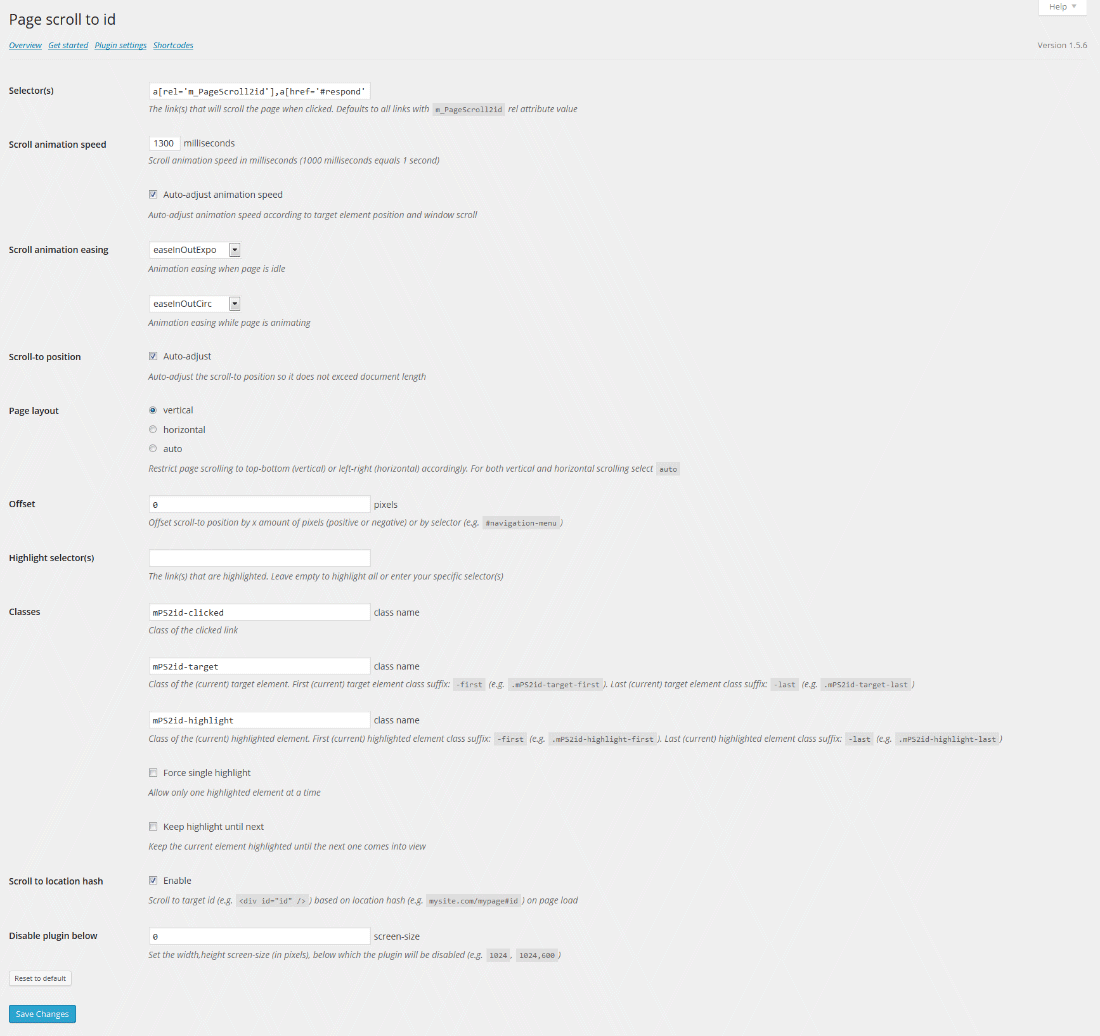 Page scroll to id
Help
Overview Get started Plugin settings Shortcodes
Version 1.5.6
Selector(s)
a[rel='m_PageScroll2id'],a[href='#respond'
The link(s) that will scroll the page when clicked. Defaults to all links with m_PageScroll2id rel attribute value
Scroll animation speed
1300 milliseconds
Scroll animation speed in milliseconds (1000 milliseconds equals 1 second)
Auto-adjust animation speed
Auto-adjust animation speed according to target element position and window scroll
Scroll animation easing
easeInOutExpo
Animation easing when page is idle
easeInOutCirc
Animation easing while page is animating
Scroll-to position
Auto-adjust
Auto-adjust the scroll-to position so it does not exceed document length
Page layout
vertical
horizontal
auto
Restrict page scrolling to top-bottom (vertical) or left-right (horizontal) accordingly. For both vertical and horizontal scrolling select auto
Offset
0 pixels
Offset scroll-to position by x amount of pixels (positive or negative) or by selector (e.g. #navigation-menu )
Highlight selector(s)
The link(s) that are highlighted. Leave empty to highlight all or enter your specific selector(s)
Classes
mPS2id-clicked class name
Class of the clicked link
mPS2id-target class name
Class of the (current) target element. First (current) target element class suffix: -first (e.g. .mPS2id-target-first ). Last (current) target element class suffix: -last (e.g. .mPS2id-target-last )
mPS2id-highlight class name
Class of the (current) highlighted element. First (current) highlighted element class suffix: -first (e.g. .mPS2id-highlight-first ). Last (current) highlighted element class suffix: -last (e.g. .mPS2id-highlight-last )
Force single highlight
Allow only one highlighted element at a time
Keep highlight until next
Keep the current element highlighted until the next one comes into view
Scroll to location hash
Enable
Scroll to target id (e.g. <div id="id" /> ) based on location hash (e.g. mysite.com/mypage#id ) on page load
Disable plugin below
0 screen-size
Set the width,height screen-size (in pixels), below which the plugin will be disabled (e.g. 1024 , 1024,600 )
Reset to default
Save Changes